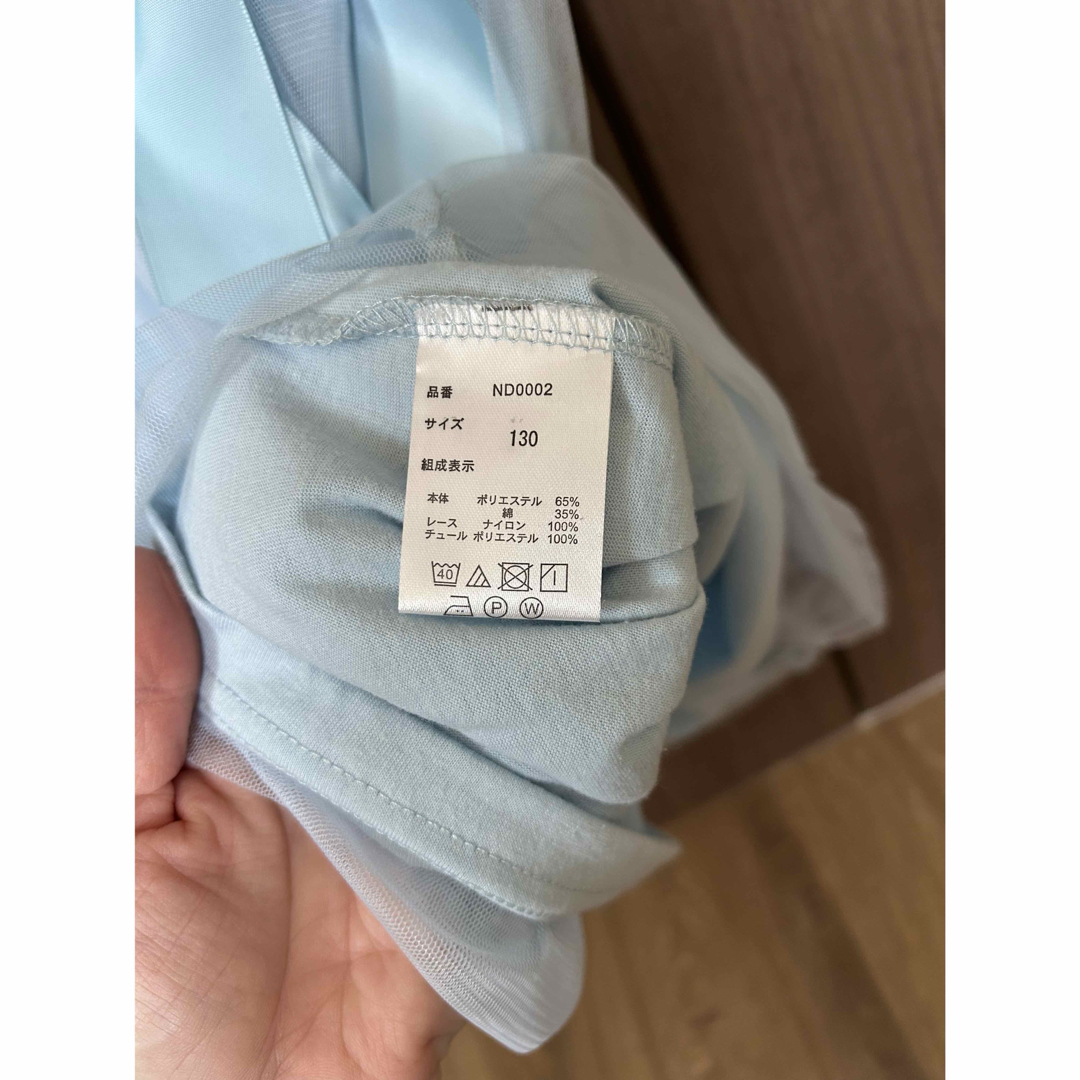 品番 ND0002
サイズ
130
組成表示
本体 ポリエステル 65%
綿 35%
レース ナイロン 100%
チュール ポリエステル 100%
40
P W